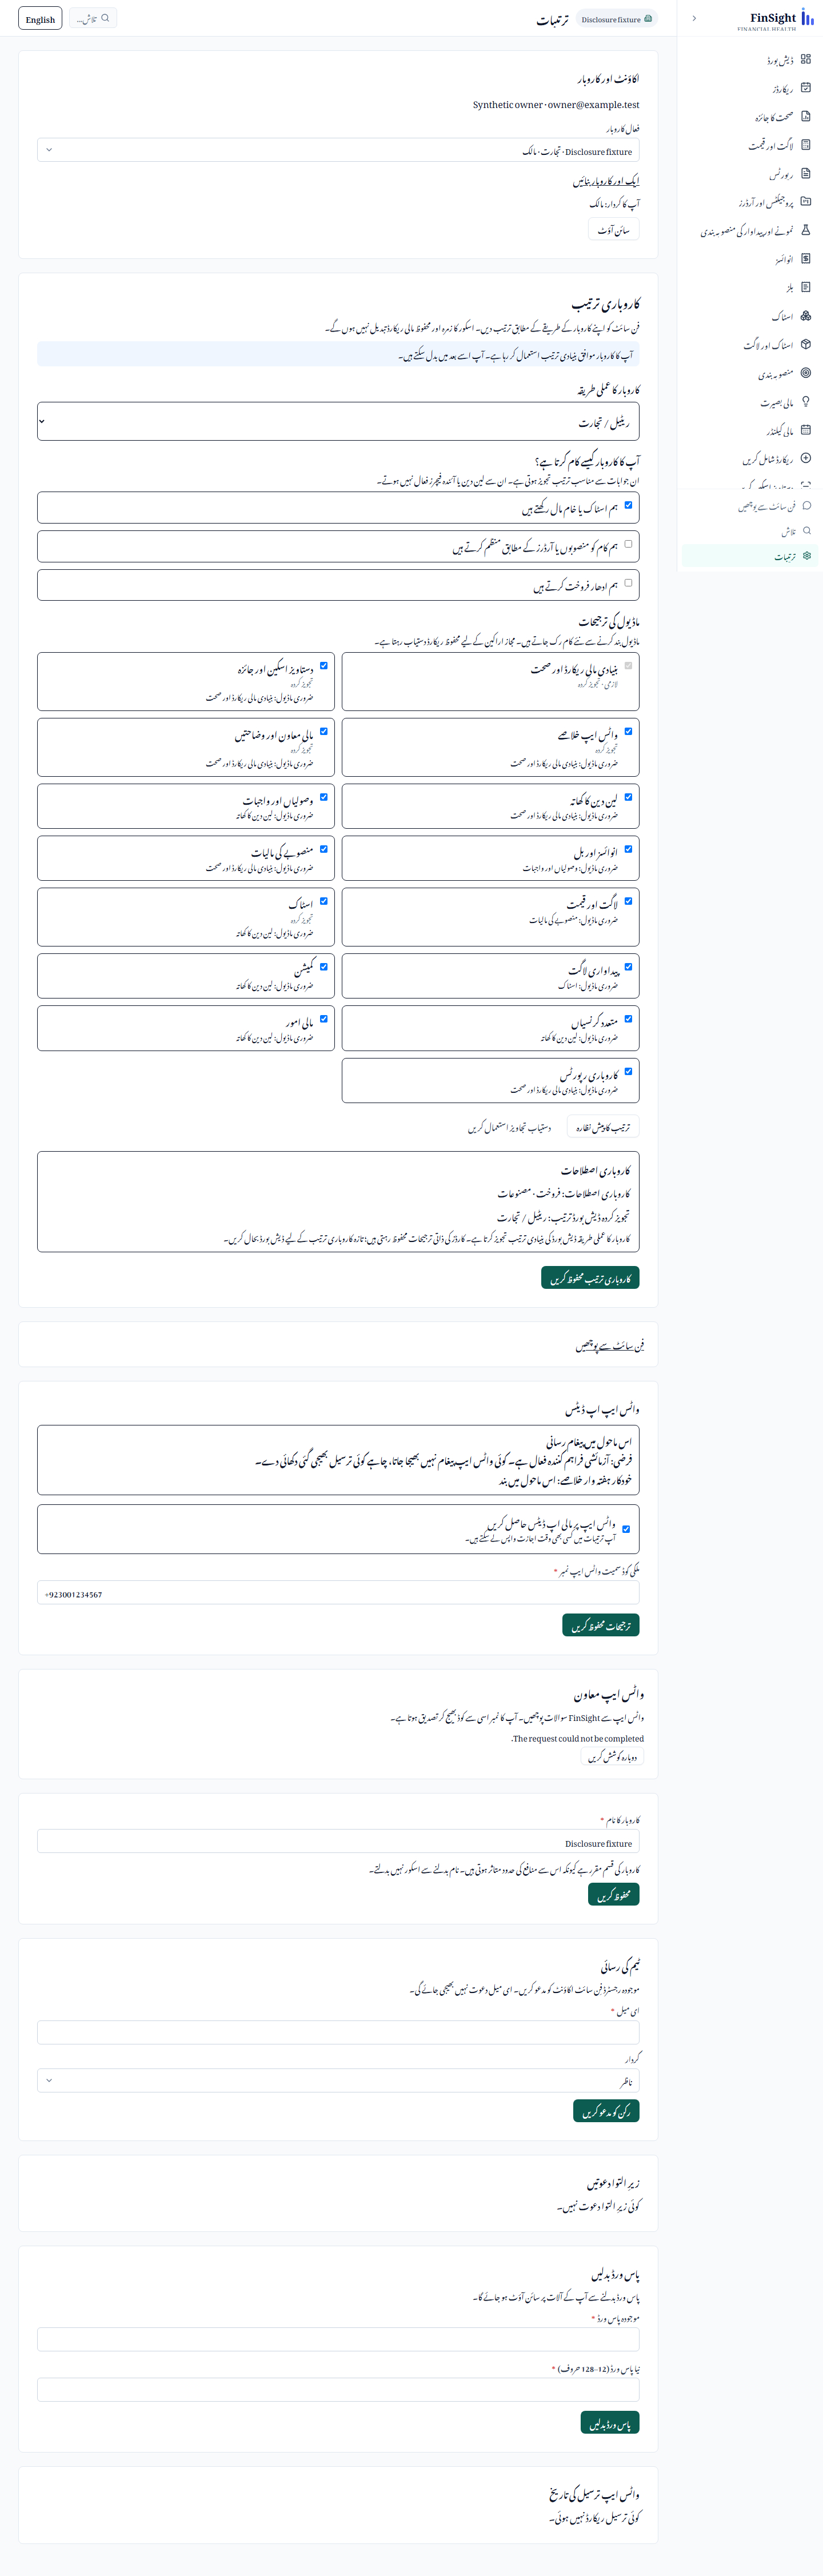 FinSight
FINANCIAL HEALTH
ڈیش بورڈ
ریکارڈز
صحت کا جائزہ
لاگت اور قیمت
رپورٹس
پروجیکٹس اور آرڈرز
نمونے اور پیداوار کی منصوبہ بندی
انوائسز
بلز
اسٹاک
اسٹاک اور لاگت
منصوبہ بندی
مالی بصیرت
مالی کیلنڈر
ریکارڈ شامل کریں
فن سائٹ سے پوچھیں
تلاش
ترتیبات
Disclosure fixture
ترتیبات
تلاش...
English
اکاؤنٹ اور کاروبار
Synthetic owner · owner@example.test
فعال کاروبار
Disclosure fixture · تجارت · مالک
ایک اور کاروبار بنائیں
آپ کا کردار: مالک
سائن آؤٹ
کاروباری ترتیب
فن سائٹ کو اپنے کاروبار کے طریقے کے مطابق ترتیب دیں۔ اسکور کا زمرہ اور محفوظ مالی ریکارڈ تبدیل نہیں ہوں گے۔
آپ کا کاروبار موافق بنیادی ترتیب استعمال کر رہا ہے۔ آپ اسے بعد میں بدل سکتے ہیں۔
کاروبار کا عملی طریقہ
ریٹیل / تجارت
آپ کا کاروبار کیسے کام کرتا ہے؟
ان جوابات سے مناسب ترتیب تجویز ہوتی ہے۔ ان سے لین دین یا آئندہ فیچرز فعال نہیں ہوتے۔
ہم اسٹاک یا خام مال رکھتے ہیں
ہم کام کو منصوبوں یا آرڈرز کے مطابق منظم کرتے ہیں
ہم ادھار فروخت کرتے ہیں
ماڈیول کی ترجیحات
ماڈیول بند کرنے سے نئے کام رک جاتے ہیں۔ مجاز اراکین کے لیے محفوظ ریکارڈ دستیاب رہتا ہے۔
بنیادی مالی ریکارڈ اور صحت
لازمی · تجویز کردہ
دستاویز اسکین اور جائزہ
تجویز کردہ
ضروری ماڈیول: بنیادی مالی ریکارڈ اور صحت
واٹس ایپ خلاصے
تجویز کردہ
ضروری ماڈیول: بنیادی مالی ریکارڈ اور صحت
مالی معاون اور وضاحتیں
تجویز کردہ
ضروری ماڈیول: بنیادی مالی ریکارڈ اور صحت
لین دین کا کھاتہ
ضروری ماڈیول: بنیادی مالی ریکارڈ اور صحت
وصولیاں اور واجبات
ضروری ماڈیول: لین دین کا کھاتہ
انوائسز اور بل
ضروری ماڈیول: وصولیاں اور واجبات
منصوبے کی مالیات
ضروری ماڈیول: بنیادی مالی ریکارڈ اور صحت
لاگت اور قیمت
ضروری ماڈیول: منصوبے کی مالیات
اسٹاک
تجویز کردہ
ضروری ماڈیول: لین دین کا کھاتہ
پیداواری لاگت
ضروری ماڈیول: اسٹاک
کمیشن
ضروری ماڈیول: لین دین کا کھاتہ
متعدد کرنسیاں
ضروری ماڈیول: لین دین کا کھاتہ
مالی امور
ضروری ماڈیول: لین دین کا کھاتہ
کاروباری رپورٹس
ضروری ماڈیول: بنیادی مالی ریکارڈ اور صحت
ترتیب کا پیش نظارہ
دستیاب تجاویز استعمال کریں
کاروباری اصطلاحات
کاروباری اصطلاحات: فروخت · مصنوعات
تجویز کردہ ڈیش بورڈ ترتیب: ریٹیل / تجارت
کاروبار کا عملی طریقہ ڈیش بورڈ کی بنیادی ترتیب تجویز کرتا ہے۔ کارڈز کی ذاتی ترجیحات محفوظ رہتی ہیں؛ تازہ کاروباری ترتیب کے لیے ڈیش بورڈ بحال کریں۔
کاروباری ترتیب محفوظ کریں
فن سائٹ سے پوچھیں
واٹس ایپ اپ ڈیٹس
اس ماحول میں پیغام رسانی
فرضی: آزمائشی فراہم کنندہ فعال ہے۔ کوئی واٹس ایپ پیغام نہیں بھیجا جاتا، چاہے کوئی ترسیل بھیجی گئی دکھائی دے۔
خودکار ہفتہ وار خلاصے: اس ماحول میں بند
واٹس ایپ پر مالی اپ ڈیٹس حاصل کریں
آپ ترتیبات میں کسی بھی وقت اجازت واپس لے سکتے ہیں۔
ملکی کوڈ سمیت واٹس ایپ نمبر *
+923001234567
ترجیحات محفوظ کریں
واٹس ایپ معاون
واٹس ایپ سے FinSight سوالات پوچھیں۔ آپ کا نمبر اسی سے کوڈ بھیج کر تصدیق ہوتا ہے۔
The request could not be completed.
دوبارہ کوشش کریں
کاروبار کا نام *
Disclosure fixture
کاروبار کی قسم مقرر ہے کیونکہ اس سے منافع کی حدود متاثر ہوتی ہیں۔ نام بدلنے سے اسکور نہیں بدلتے۔
محفوظ کریں
ٹیم کی رسائی
موجودہ رجسٹرڈ فن سائٹ اکاؤنٹ کو مدعو کریں۔ ای میل دعوت نہیں بھیجی جائے گی۔
ای میل *
کردار
ناظر
رکن کو مدعو کریں
زیر التوا دعوتیں
کوئی زیر التوا دعوت نہیں۔
پاس ورڈ بدلیں
پاس ورڈ بدلنے سے آپ کے آلات پر سائن آؤٹ ہو جائے گا۔
موجودہ پاس ورڈ *
نیا پاس ورڈ (12–128 حروف) *
پاس ورڈ بدلیں
واٹس ایپ ترسیل کی تاریخ
کوئی ترسیل ریکارڈ نہیں ہوئی۔